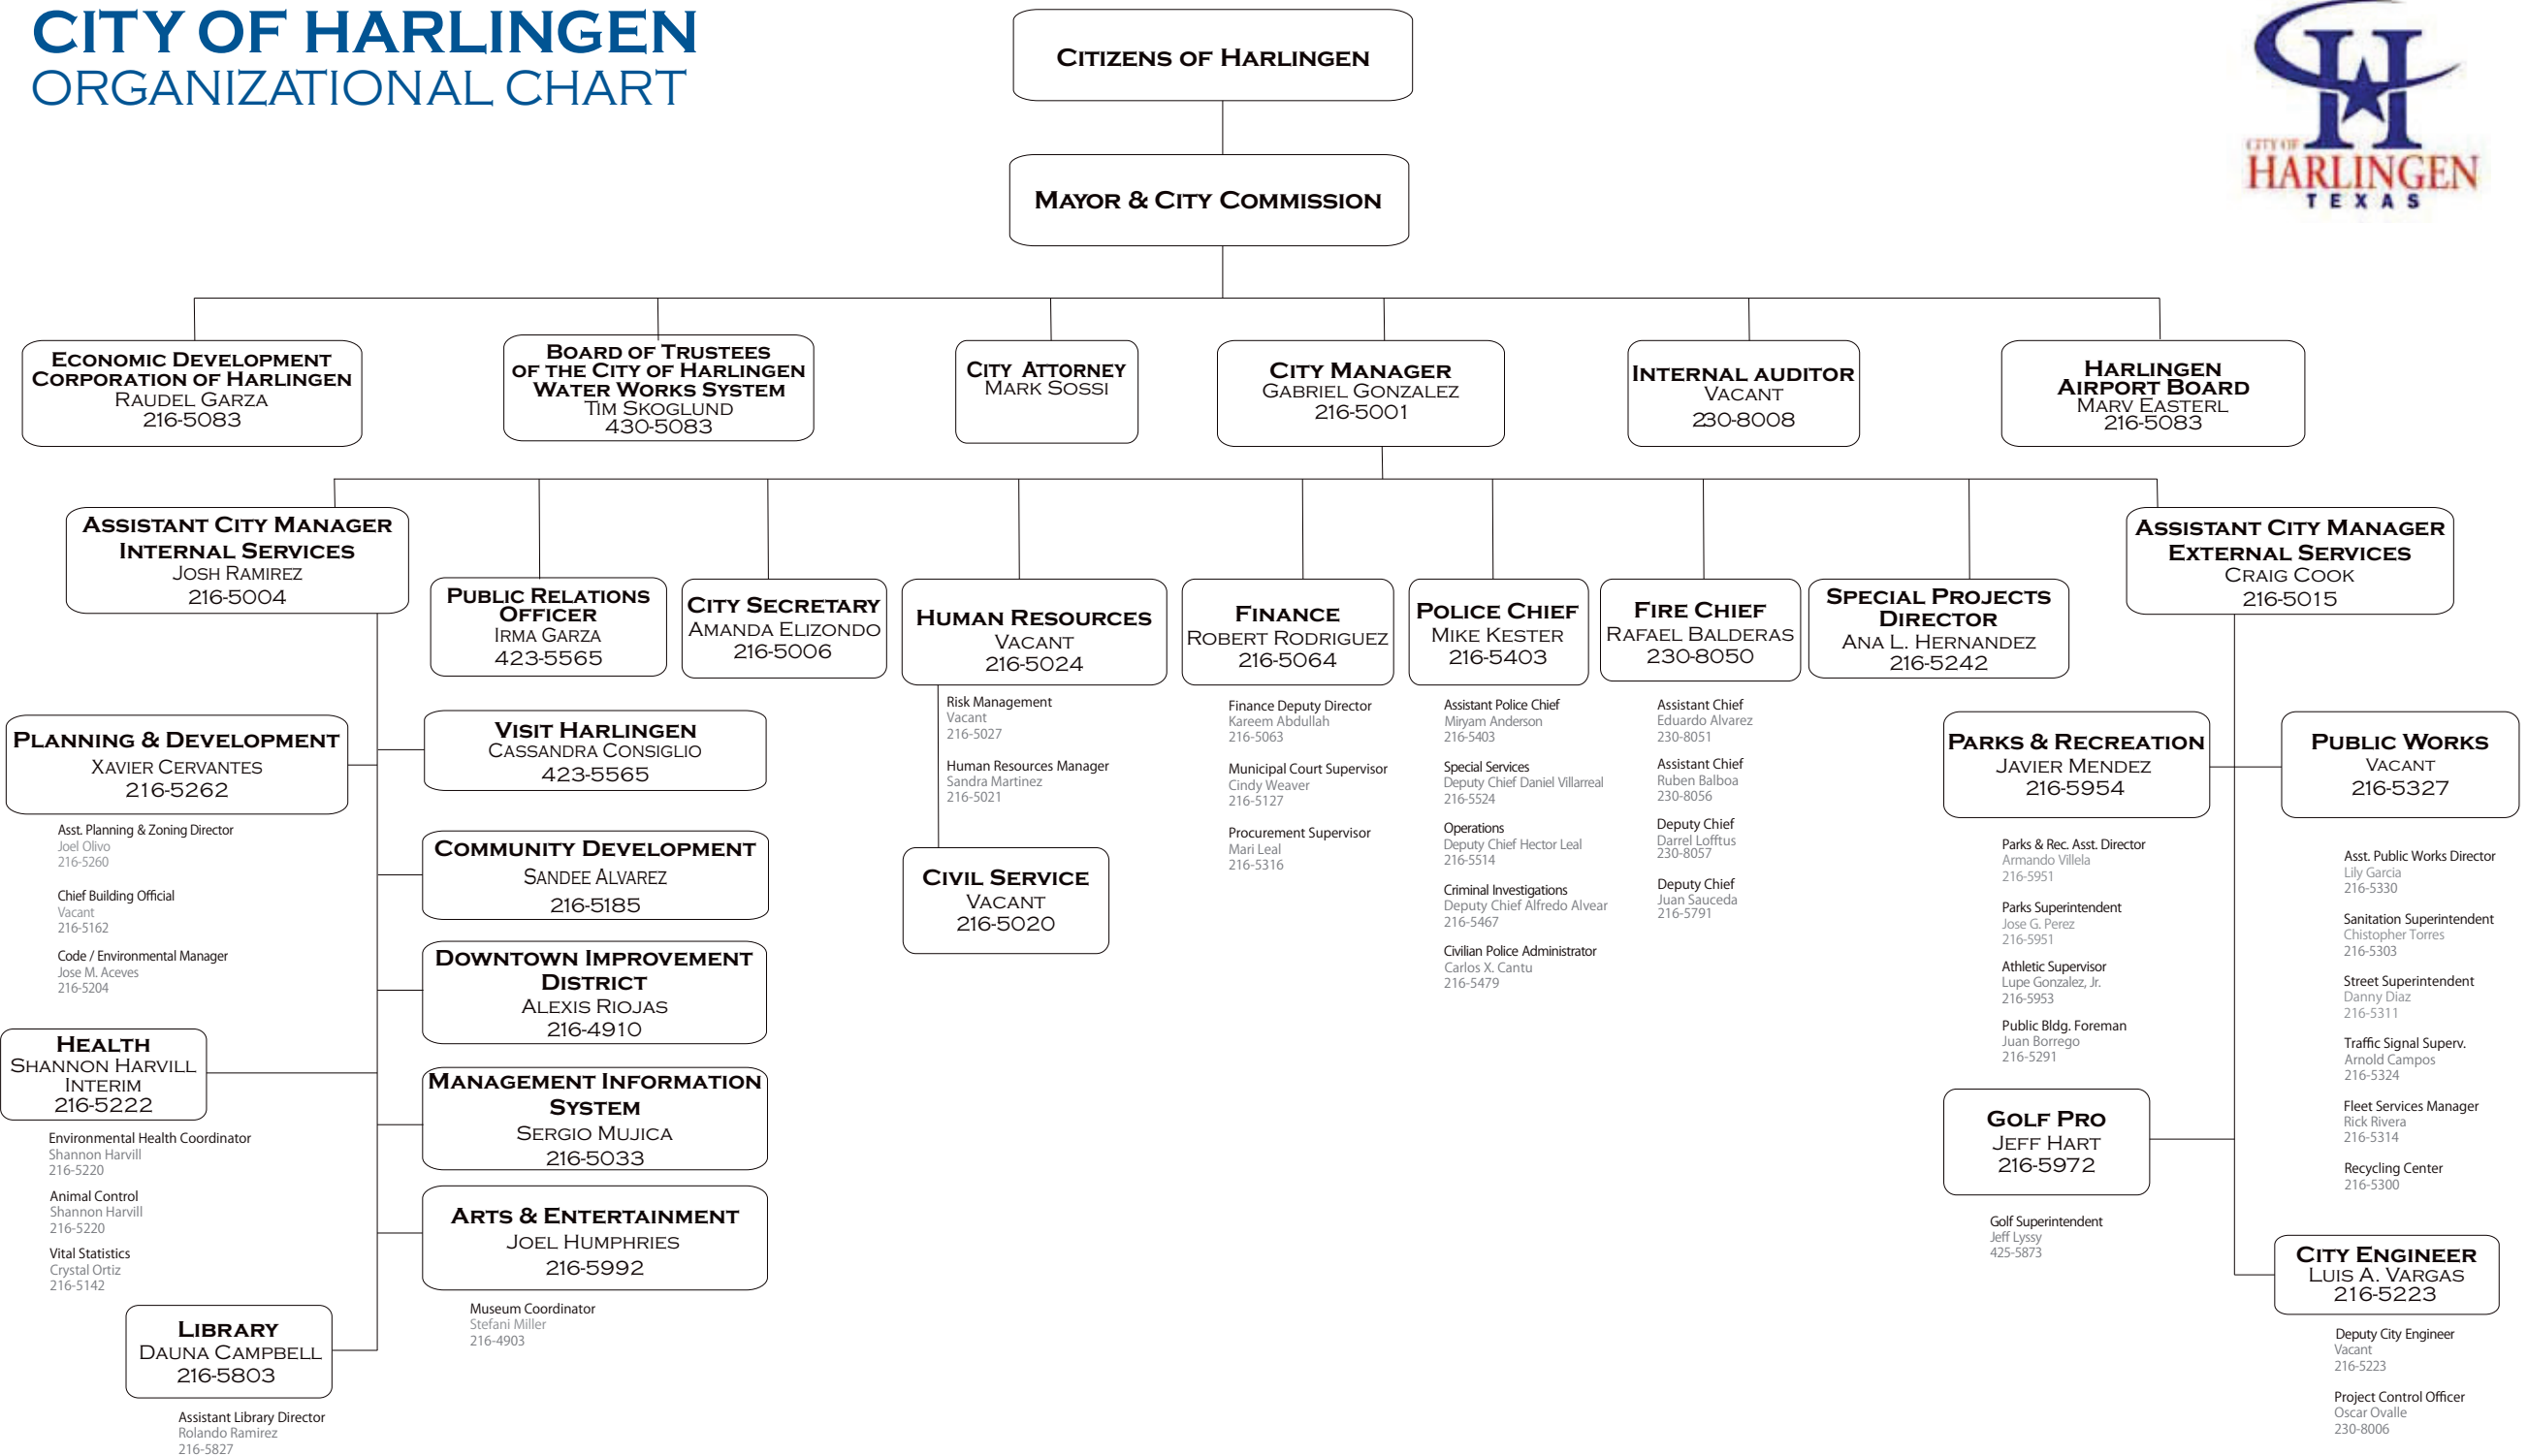 CITY OF HARLINGEN
ORGANIZATIONAL CHART
CITY OF
HARLINGEN
TEXAS
CITIZENS OF HARLINGEN
MAYOR & CITY COMMISSION
ECONOMIC DEVELOPMENT
CORPORATION OF HARLINGEN
RAUDEL GARZA
216-5083
BOARD OF TRUSTEES
OF THE CITY OF HARLINGEN
WATER WORKS SYSTEM
TIM SKOGLUND
430-5083
CITY ATTORNEY
MARK SOSSI
CITY MANAGER
GABRIEL GONZALEZ
216-5001
INTERNAL AUDITOR
VACANT
230-8008
HARLINGEN
AIRPORT BOARD
MARV EASTERL
216-5083
ASSISTANT CITY MANAGER
INTERNAL SERVICES
JOSH RAMIREZ
216-5004
PUBLIC RELATIONS
OFFICER
IRMA GARZA
423-5565
CITY SECRETARY
AMANDA ELIZONDO
216-5006
HUMAN RESOURCES
VACANT
216-5024
FINANCE
ROBERT RODRIGUEZ
216-5064
POLICE CHIEF
MIKE KESTER
216-5403
FIRE CHIEF
RAFAEL BALDERAS
230-8050
SPECIAL PROJECTS
DIRECTOR
ANA L. HERNANDEZ
216-5242
ASSISTANT CITY MANAGER
EXTERNAL SERVICES
CRAIG COOK
216-5015
PLANNING & DEVELOPMENT
XAVIER CERVANTES
216-5262
Asst. Planning & Zoning Director
Joel Olivo
216-5260
Chief Building Official
Vacant
216-5162
Code / Environmental Manager
Jose M. Aceves
216-5204
HEALTH
SHANNON HARVILL
INTERIM
216-5222
Environmental Health Coordinator
Shannon Harvill
216-5220
Animal Control
Shannon Harvill
216-5220
Vital Statistics
Crystal Ortiz
216-5142
LIBRARY
DAUNA CAMPBELL
216-5803
Assistant Library Director
Rolando Ramirez
216-5827
VISIT HARLINGEN
CASSANDRA CONSIGLIO
423-5565
COMMUNITY DEVELOPMENT
SANDEE ALVAREZ
216-5185
DOWNTOWN IMPROVEMENT
DISTRICT
ALEXIS RIOJAS
216-4910
MANAGEMENT INFORMATION
SYSTEM
SERGIO MUJICA
216-5033
ARTS & ENTERTAINMENT
JOEL HUMPHRIES
216-5992
Museum Coordinator
Stefani Miller
216-4903
Risk Management
Vacant
216-5027
Human Resources Manager
Sandra Martinez
216-5021
CIVIL SERVICE
VACANT
216-5020
Finance Deputy Director
Kareem Abdullah
216-5063
Municipal Court Supervisor
Cindy Weaver
216-5127
Procurement Supervisor
Mari Leal
216-5316
Assistant Police Chief
Miryam Anderson
216-5403
Special Services
Deputy Chief Daniel Villarreal
216-5524
Operations
Deputy Chief Hector Leal
216-5514
Criminal Investigations
Deputy Chief Alfredo Alvear
216-5467
Civilian Police Administrator
Carlos X. Cantu
216-5479
Assistant Chief
Eduardo Alvarez
230-8051
Assistant Chief
Ruben Balboa
230-8056
Deputy Chief
Darrel Lofftus
230-8057
Deputy Chief
Juan Sauceda
216-5791
PARKS & RECREATION
JAVIER MENDEZ
216-5954
Parks & Rec. Asst. Director
Armando Villela
216-5951
Parks Superintendent
Jose G. Perez
216-5951
Athletic Supervisor
Lupe Gonzalez, Jr.
216-5953
Public Bldg. Foreman
Juan Borrego
216-5291
GOLF PRO
JEFF HART
216-5972
Golf Superintendent
Jeff Lyssy
425-5873
PUBLIC WORKS
VACANT
216-5327
Asst. Public Works Director
Lily Garcia
216-5330
Sanitation Superintendent
Chistopher Torres
216-5303
Street Superintendent
Danny Diaz
216-5311
Traffic Signal Superv.
Arnold Campos
216-5324
Fleet Services Manager
Rick Rivera
216-5314
Recycling Center
216-5300
CITY ENGINEER
LUIS A. VARGAS
216-5223
Deputy City Engineer
Vacant
216-5223
Project Control Officer
Oscar Ovalle
230-8006